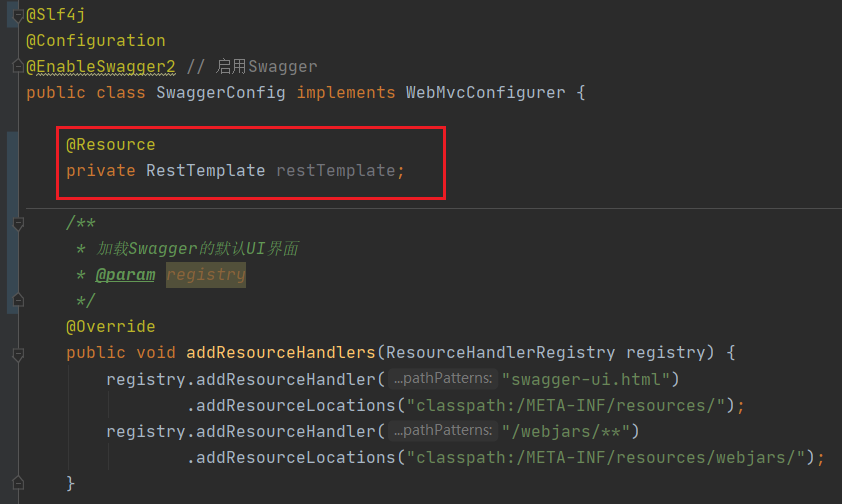 @Slf4j
@Configuration
@EnableSwagger2 // 启用Swagger
public class SwaggerConfig implements WebMvcConfigurer {
@Resource
private RestTemplate restTemplate;
/**
* 加载Swagger的默认UI界面
* @param registry
*/
@Override
public void addResourceHandlers(ResourceHandlerRegistry registry) {
registry.addResourceHandler( ...pathPatterns: "swagger-ui.html")
.addResourceLocations("classpath:/META-INF/resources/");
registry.addResourceHandler( ...pathPatterns: "/webjars/**")
.addResourceLocations("classpath:/META-INF/resources/webjars/");
}